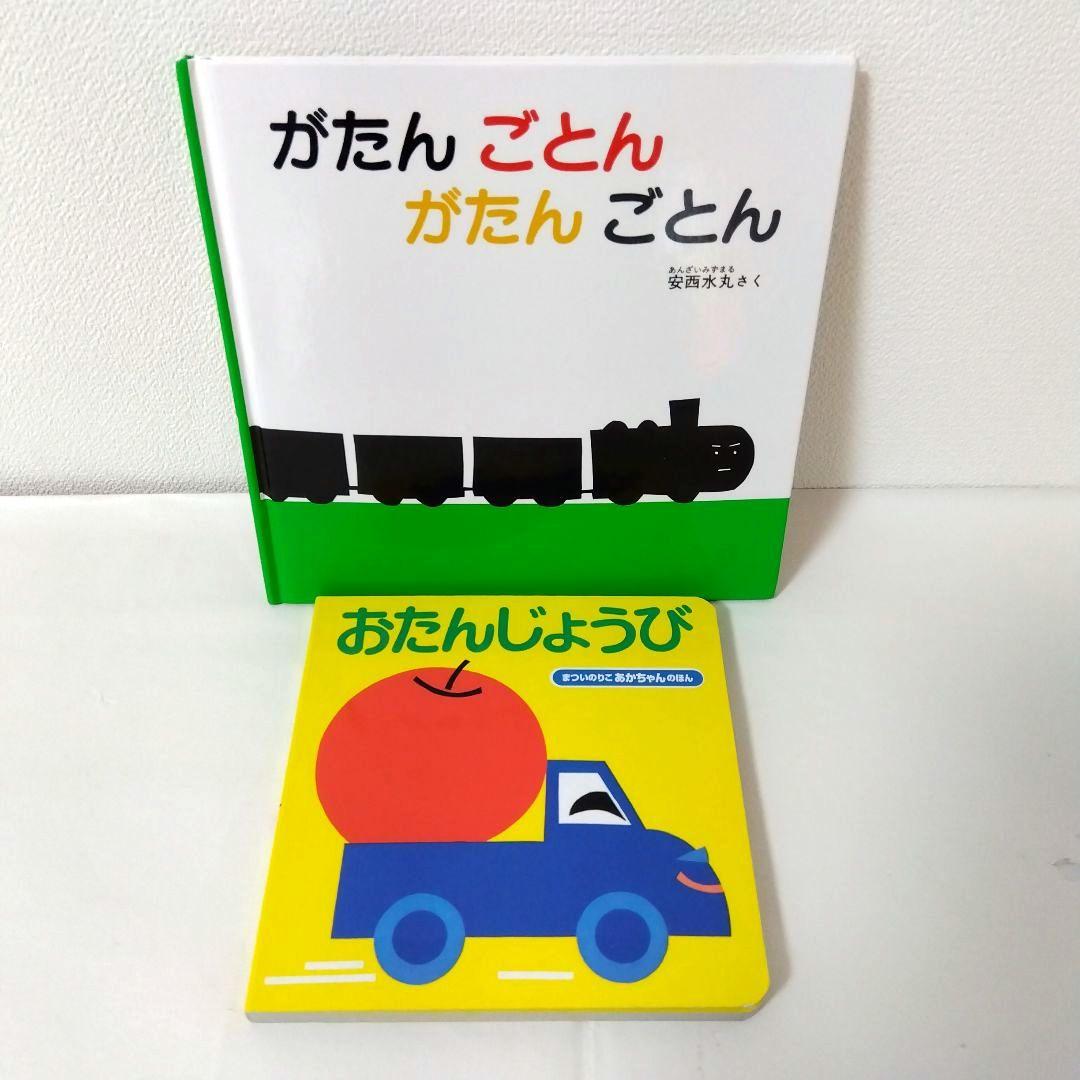 がたん ごとん
がたん ごとん
あんざいみずまる
安西水丸さく
おたんじょうび
まついのりこ あかちゃんのほん